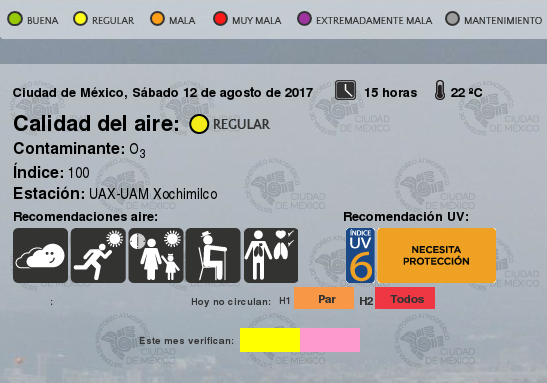 BUENA REGULAR MALA MUY MALA EXTREMADAMENTE MALA MANTENIMIENTO
Ciudad de México, Sábado 12 de agosto de 2017 15 horas 22 ºC
Calidad del aire: REGULAR
Contaminante: O3
Índice: 100
Estación: UAX-UAM Xochimilco
Recomendaciones aire: Recomendación UV:
ÍNDICE UV 6 NECESITA PROTECCIÓN
: Hoy no circulan: H1 Par H2 Todos
Este mes verifican: